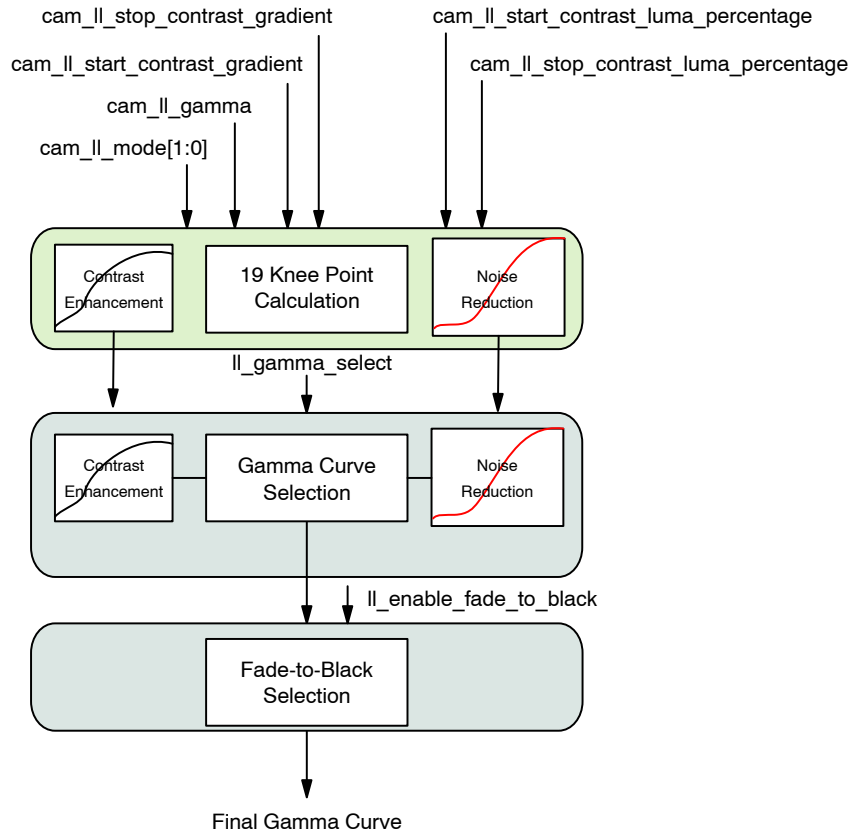 cam_ll_stop_contrast_gradient
cam_ll_start_contrast_luma_percentage
cam_ll_start_contrast_gradient
cam_ll_stop_contrast_luma_percentage
cam_ll_gamma
cam_ll_mode[1:0]
Contrast
Enhancement
19 Knee Point
Calculation
Noise
Reduction
ll_gamma_select
Contrast
Enhancement
Gamma Curve
Selection
Noise
Reduction
ll_enable_fade_to_black
Fade-to-Black
Selection
Final Gamma Curve